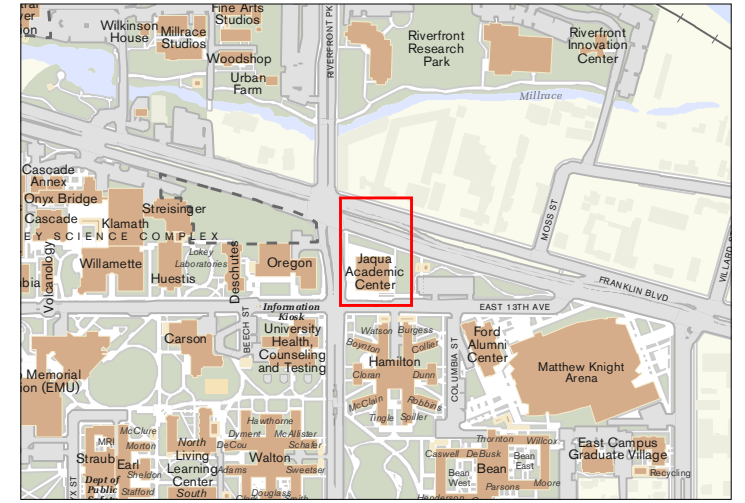 Fine Arts
Studios
Wilkinson
House
Millrace
Studios
Woodshop
Urban
Farm
RIVERFRONT PK
Riverfront
Research
Park
Riverfront
Innovation
Center
Millrace
Cascade
Annex
Onyx Bridge
Cascade
Streisinger
Klamath
EY SCIENCE COMPLEX
Volcanology
Willamette
Huestis
Lokey
Laboratories
Deschutes
Oregon
Jaqua
Academic
Center
MOSS ST
VILLARD ST
FRANKLIN BLVD
EAST 13TH AVE
Information
Kiosk
BEECH ST
Carson
University
Health,
Counseling
and Testing
Memorial
ion (EMU)
Watson
Burgess
Boynton
Collier
Hamilton
Cloran
Dunn
McClain
Robbins
Tingle
Spiller
COLUMBIA ST
Ford
Alumni
Center
Matthew Knight
Arena
McClure
MRI
Morton
Straub
Earl
Sheldon
Dept of
Public
Stafford
North
Living
Learning
Center
South
Hawthorne
Dyment
McAllister
DeCou
Schafer
Walton
Adams
Sweetser
Douglass
Thornton
Willcox
Caswell
DeBusk
Bean
East
Bean
Bean
West
Parsons
Moore
Henderson
East Campus
Graduate Village
Recycling